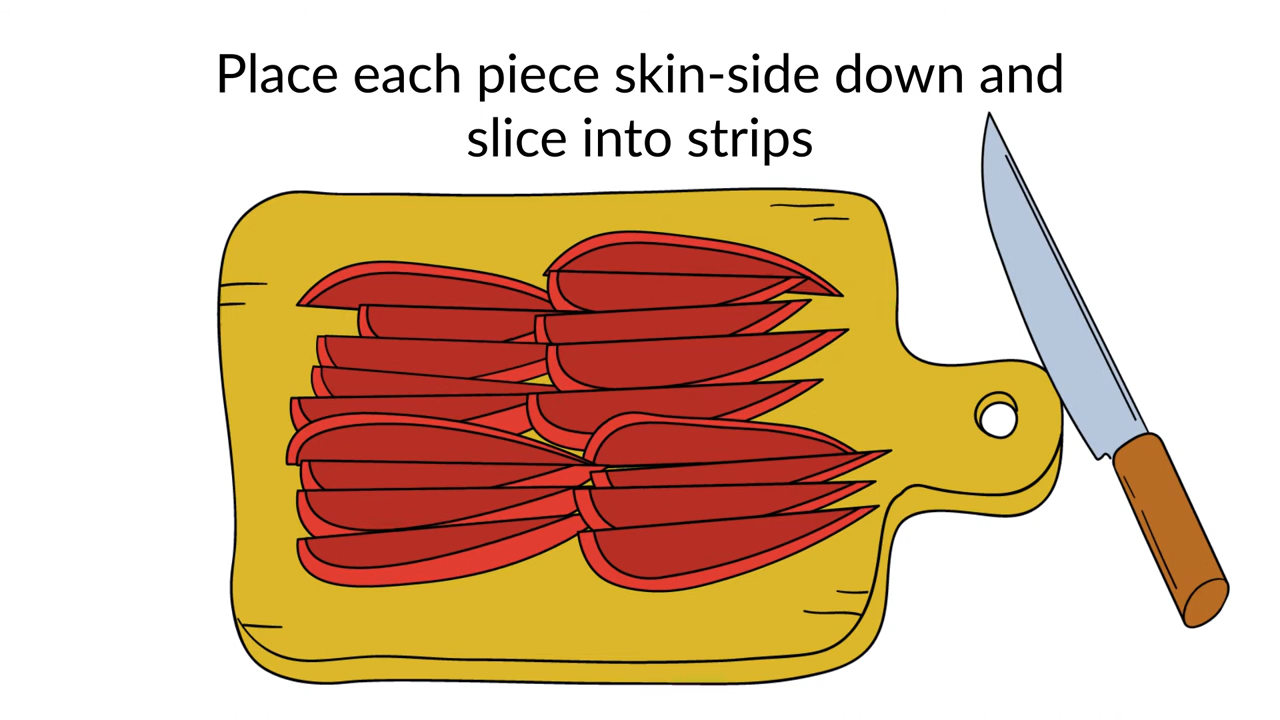 Place each piece skin-side down and
slice into strips